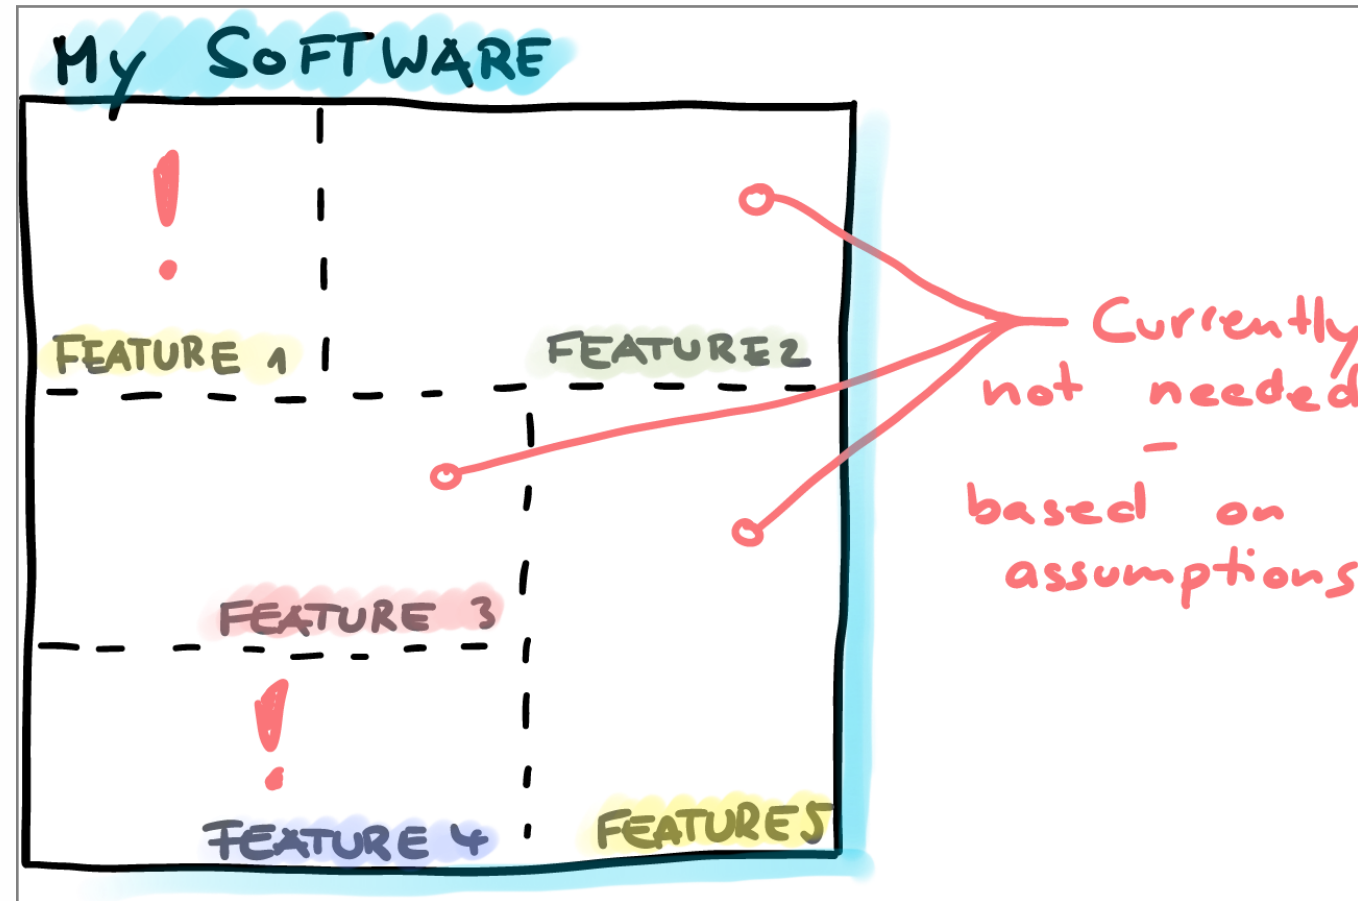 My SOFTWARE
!
!
FEATURE 1
FEATURE 2
Currently
not needed
-
based on
assumptions
FEATURE 3
FEATURE 4
FEATURE 5